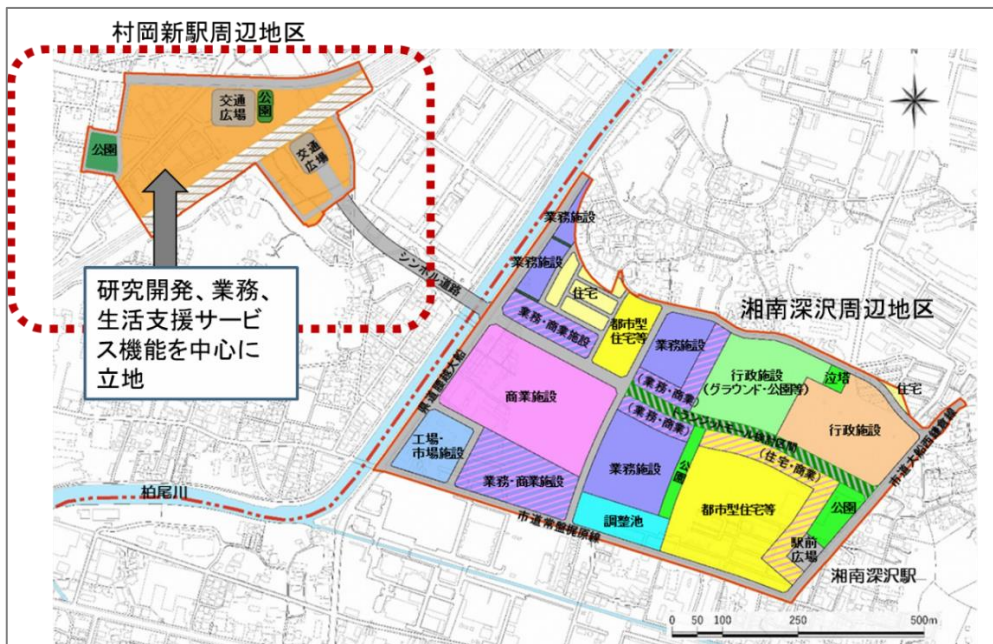 村岡新駅周辺地区
交通
広場
公園
公園
交通
広場
研究開発、業務、
生活支援サービ
ス機能を中心に
立地
シンボル道路
業務施設
業務施設
住宅
湘南深沢周辺地区
業務・商業施設
都市型
住宅等
業務施設
行政施設
(グラウンド・公園等)
泣塔
住宅
(業務・商業)
(業務・商業)
商業施設
行政施設
(住宅・商業)
工場・
市場施設
業務・商業施設
業務施設
公園
都市型住宅等
公園
調整池
駅前
広場
柏尾川
市道常盤梶原線
湘南深沢駅
0 50 100 250 500m